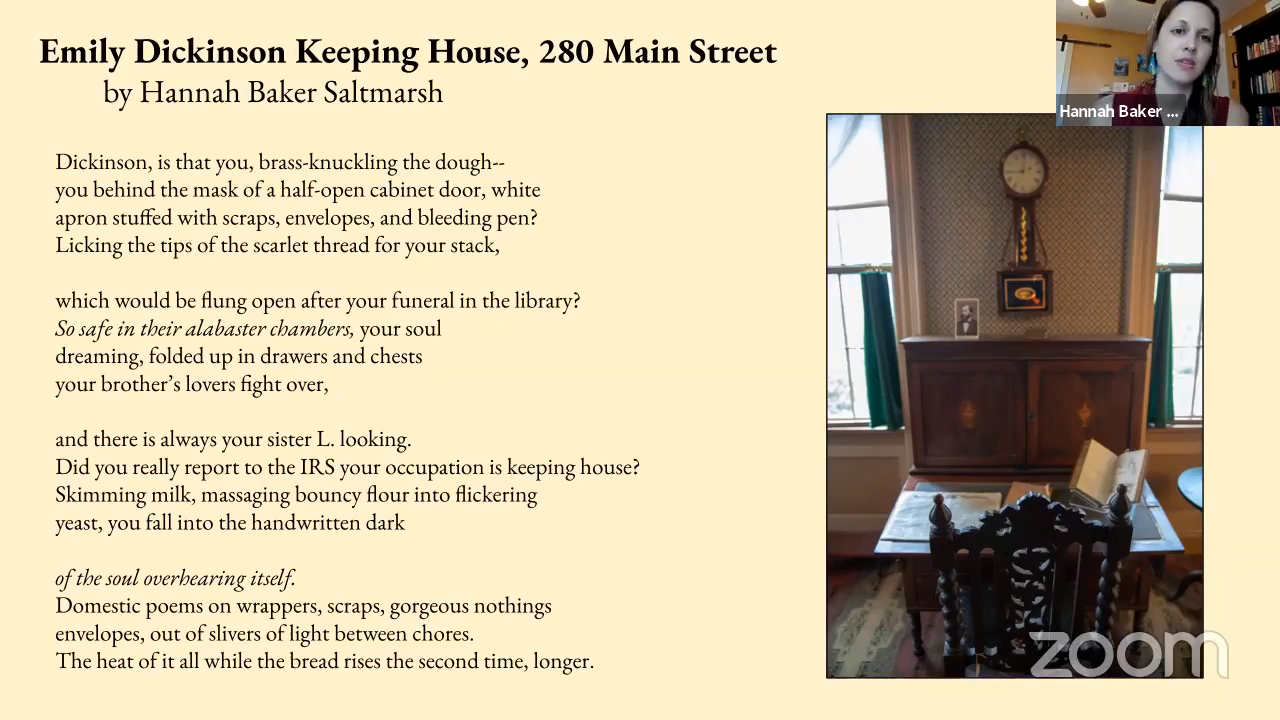 Emily Dickinson Keeping House, 280 Main Street
by Hannah Baker Saltmarsh
Dickinson, is that you, brass-knuckling the dough--
you behind the mask of a half-open cabinet door, white
apron stuffed with scraps, envelopes, and bleeding pen?
Licking the tips of the scarlet thread for your stack,
which would be flung open after your funeral in the library?
So safe in their alabaster chambers, your soul
dreaming, folded up in drawers and chests
your brother’s lovers fight over,
and there is always your sister L. looking.
Did you really report to the IRS your occupation is keeping house?
Skimming milk, massaging bouncy flour into flickering
yeast, you fall into the handwritten dark
of the soul overhearing itself.
Domestic poems on wrappers, scraps, gorgeous nothings
envelopes, out of slivers of light between chores.
The heat of it all while the bread rises the second time, longer.
Hannah Baker ...
zoom